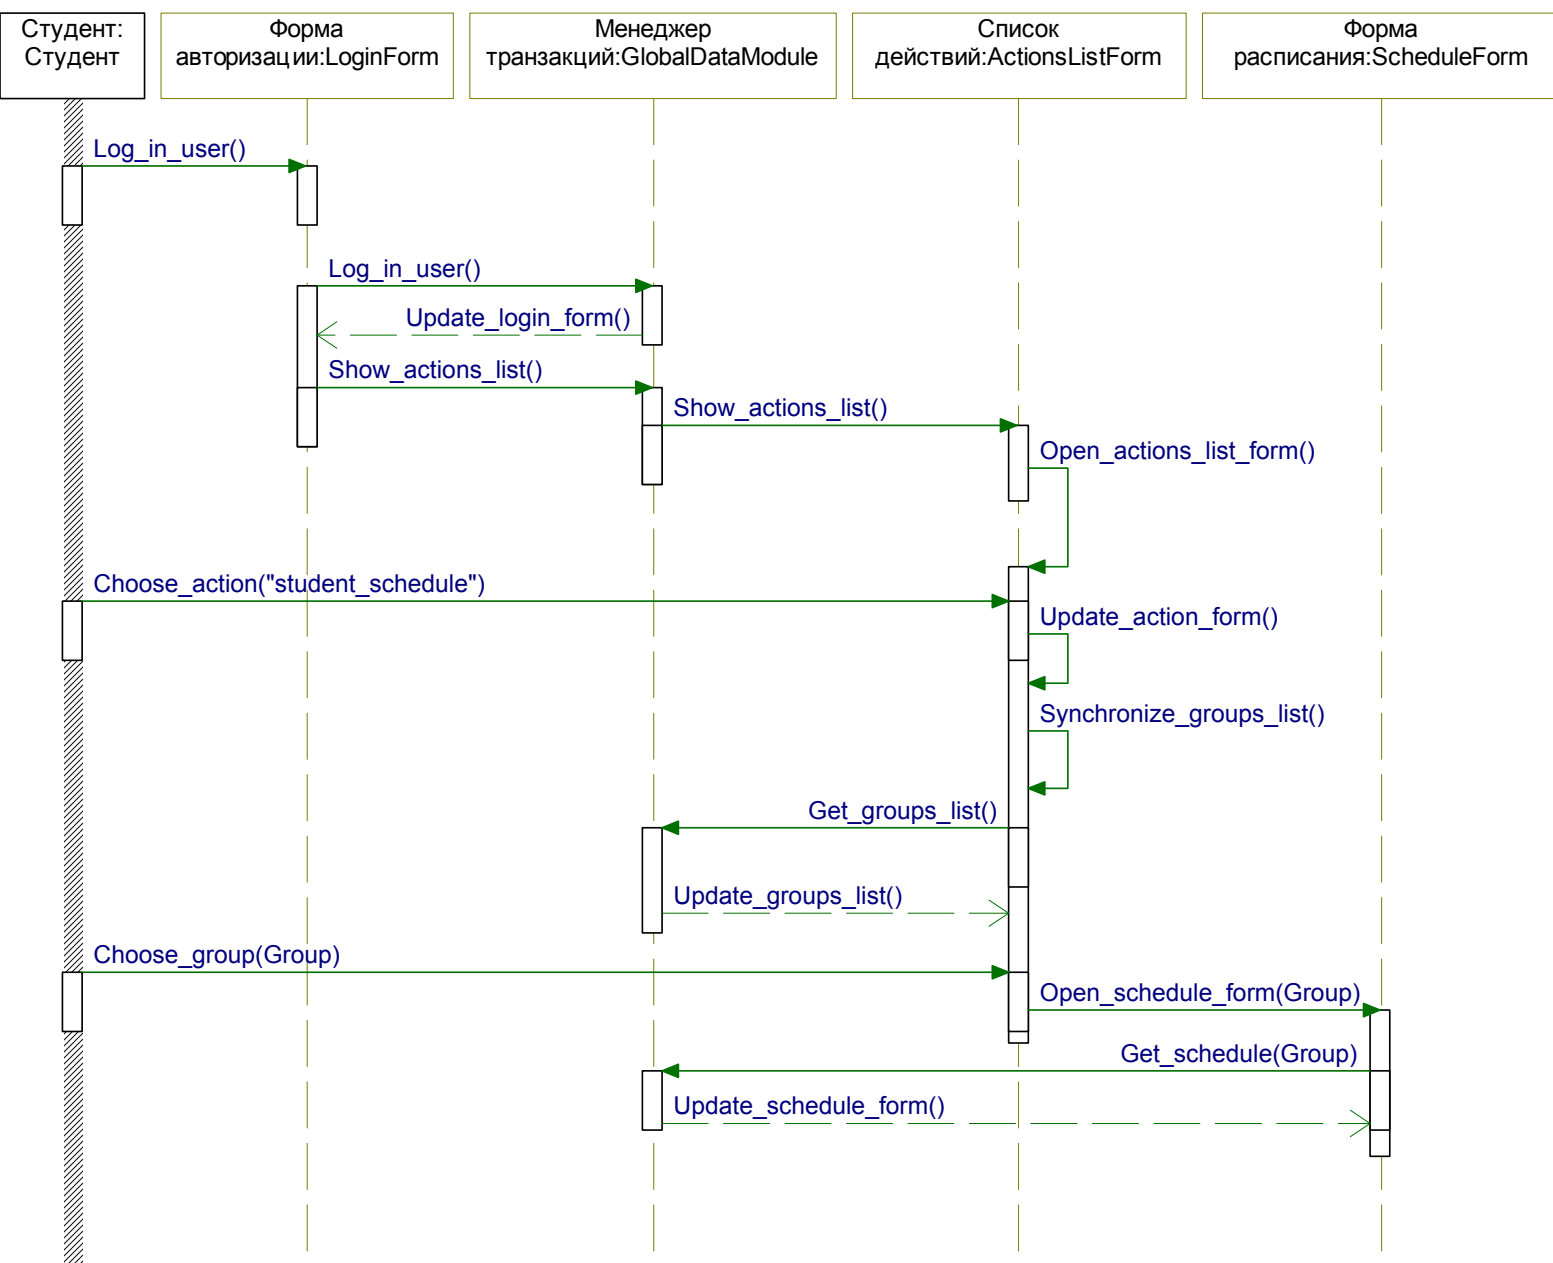 Студент:
Студент
Форма
авторизации:LoginForm
Менеджер
транзакций:GlobalDataModule
Список
действий:ActionsListForm
Форма
расписания:ScheduleForm
Log_in_user()
Log_in_user()
Update_login_form()
Show_actions_list()
Show_actions_list()
Open_actions_list_form()
Choose_action("student_schedule")
Update_action_form()
Synchronize_groups_list()
Get_groups_list()
Update_groups_list()
Choose_group(Group)
Open_schedule_form(Group)
Get_schedule(Group)
Update_schedule_form()